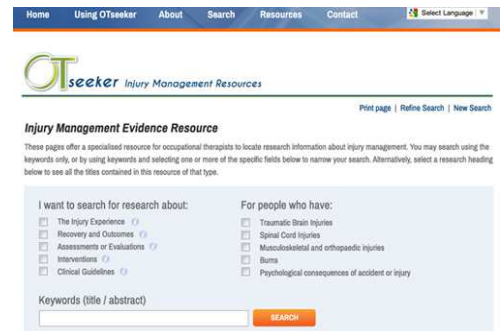 Home Using OTseeker About Search Resources Contact Select Language
OTseeker Injury Management Resources
Print page | Refine Search | New Search
Injury Management Evidence Resource
These pages offer a specialised resource for occupational therapists to locate research information about injury management. You may search using the
keywords only, or by using keywords and selecting one or more of the specific fields below to narrow your search. Alternatively, select a research heading
below to see all the titles contained in this resource of that type.
I want to search for research about:
The Injury Experience
Recovery and Outcomes
Assessments or Evaluations
Interventions
Clinical Guidelines
For people who have:
Traumatic Brain Injuries
Spinal Cord Injuries
Musculoskeletal and orthopaedic injuries
Burns
Psychological consequences of accident or injury
Keywords (title / abstract)
SEARCH